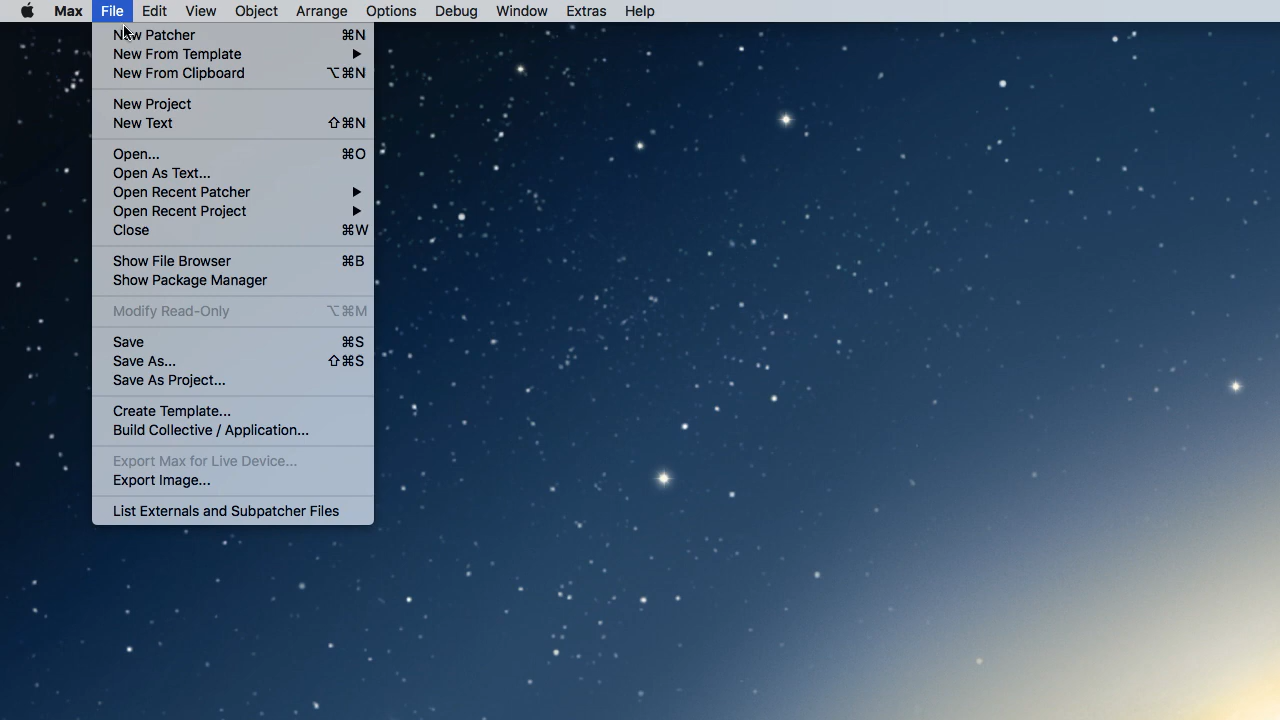 Max File Edit View Object Arrange Options Debug Window Extras Help
New Patcher ⌘N
New From Template ▶
New From Clipboard ⌥⌘N
New Project
New Text ⇧⌘N
Open... ⌘O
Open As Text...
Open Recent Patcher ▶
Open Recent Project ▶
Close ⌘W
Show File Browser ⌘B
Show Package Manager
Modify Read-Only ⌥⌘M
Save ⌘S
Save As... ⇧⌘S
Save As Project...
Create Template...
Build Collective / Application...
Export Max for Live Device...
Export Image...
List Externals and Subpatcher Files